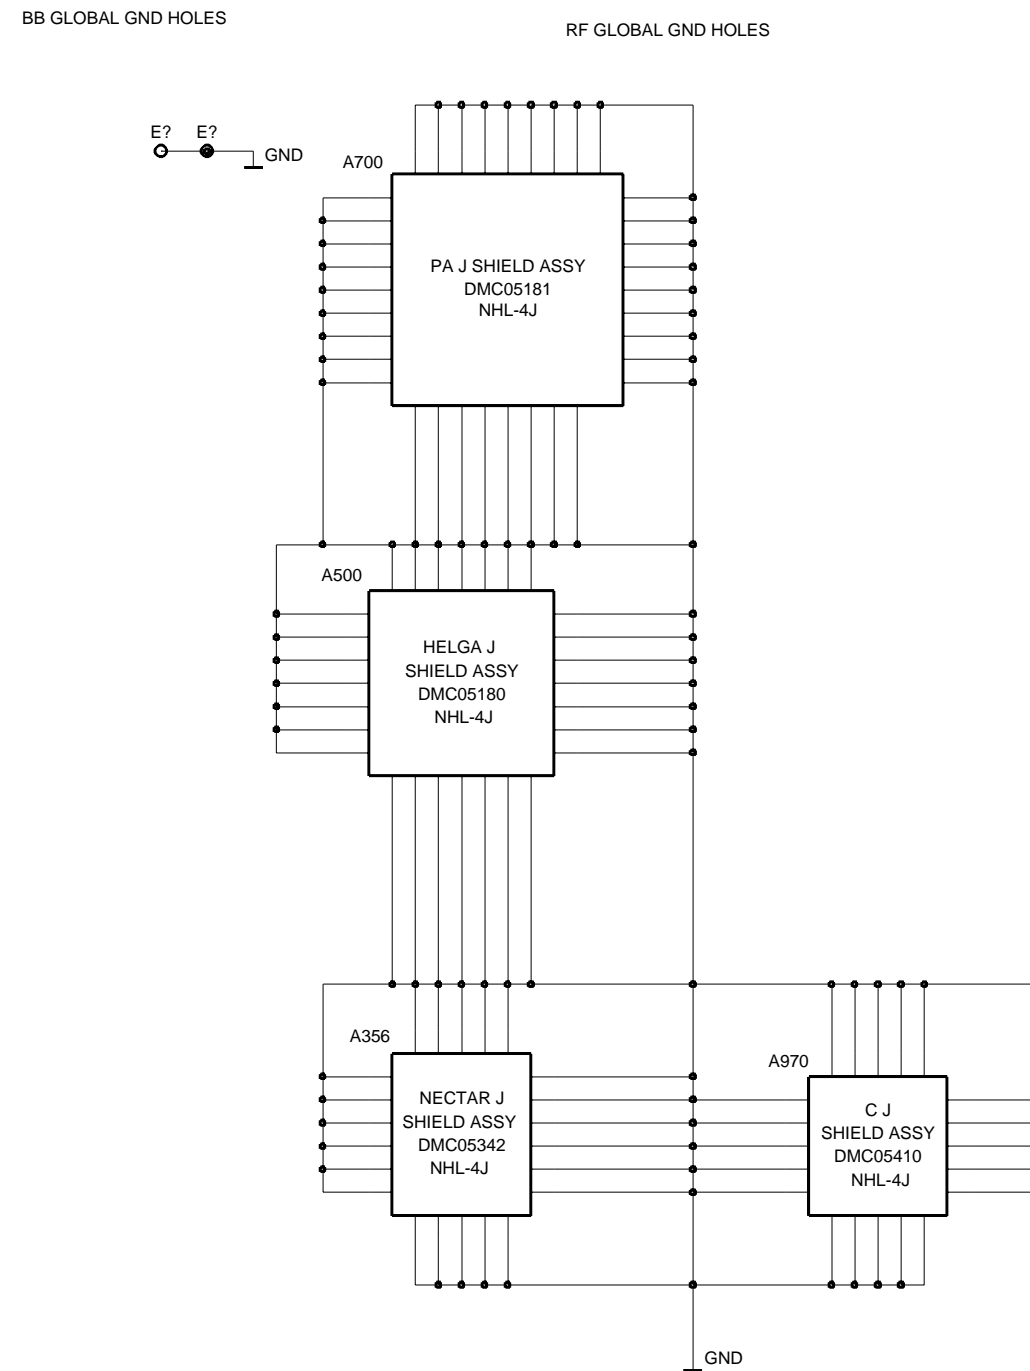 BB GLOBAL GND HOLES
RF GLOBAL GND HOLES
E? E?
GND
A700
PA J SHIELD ASSY
DMC05181
NHL-4J
A500
HELGA J
SHIELD ASSY
DMC05180
NHL-4J
A356
NECTAR J
SHIELD ASSY
DMC05342
NHL-4J
A970
C J
SHIELD ASSY
DMC05410
NHL-4J
GND